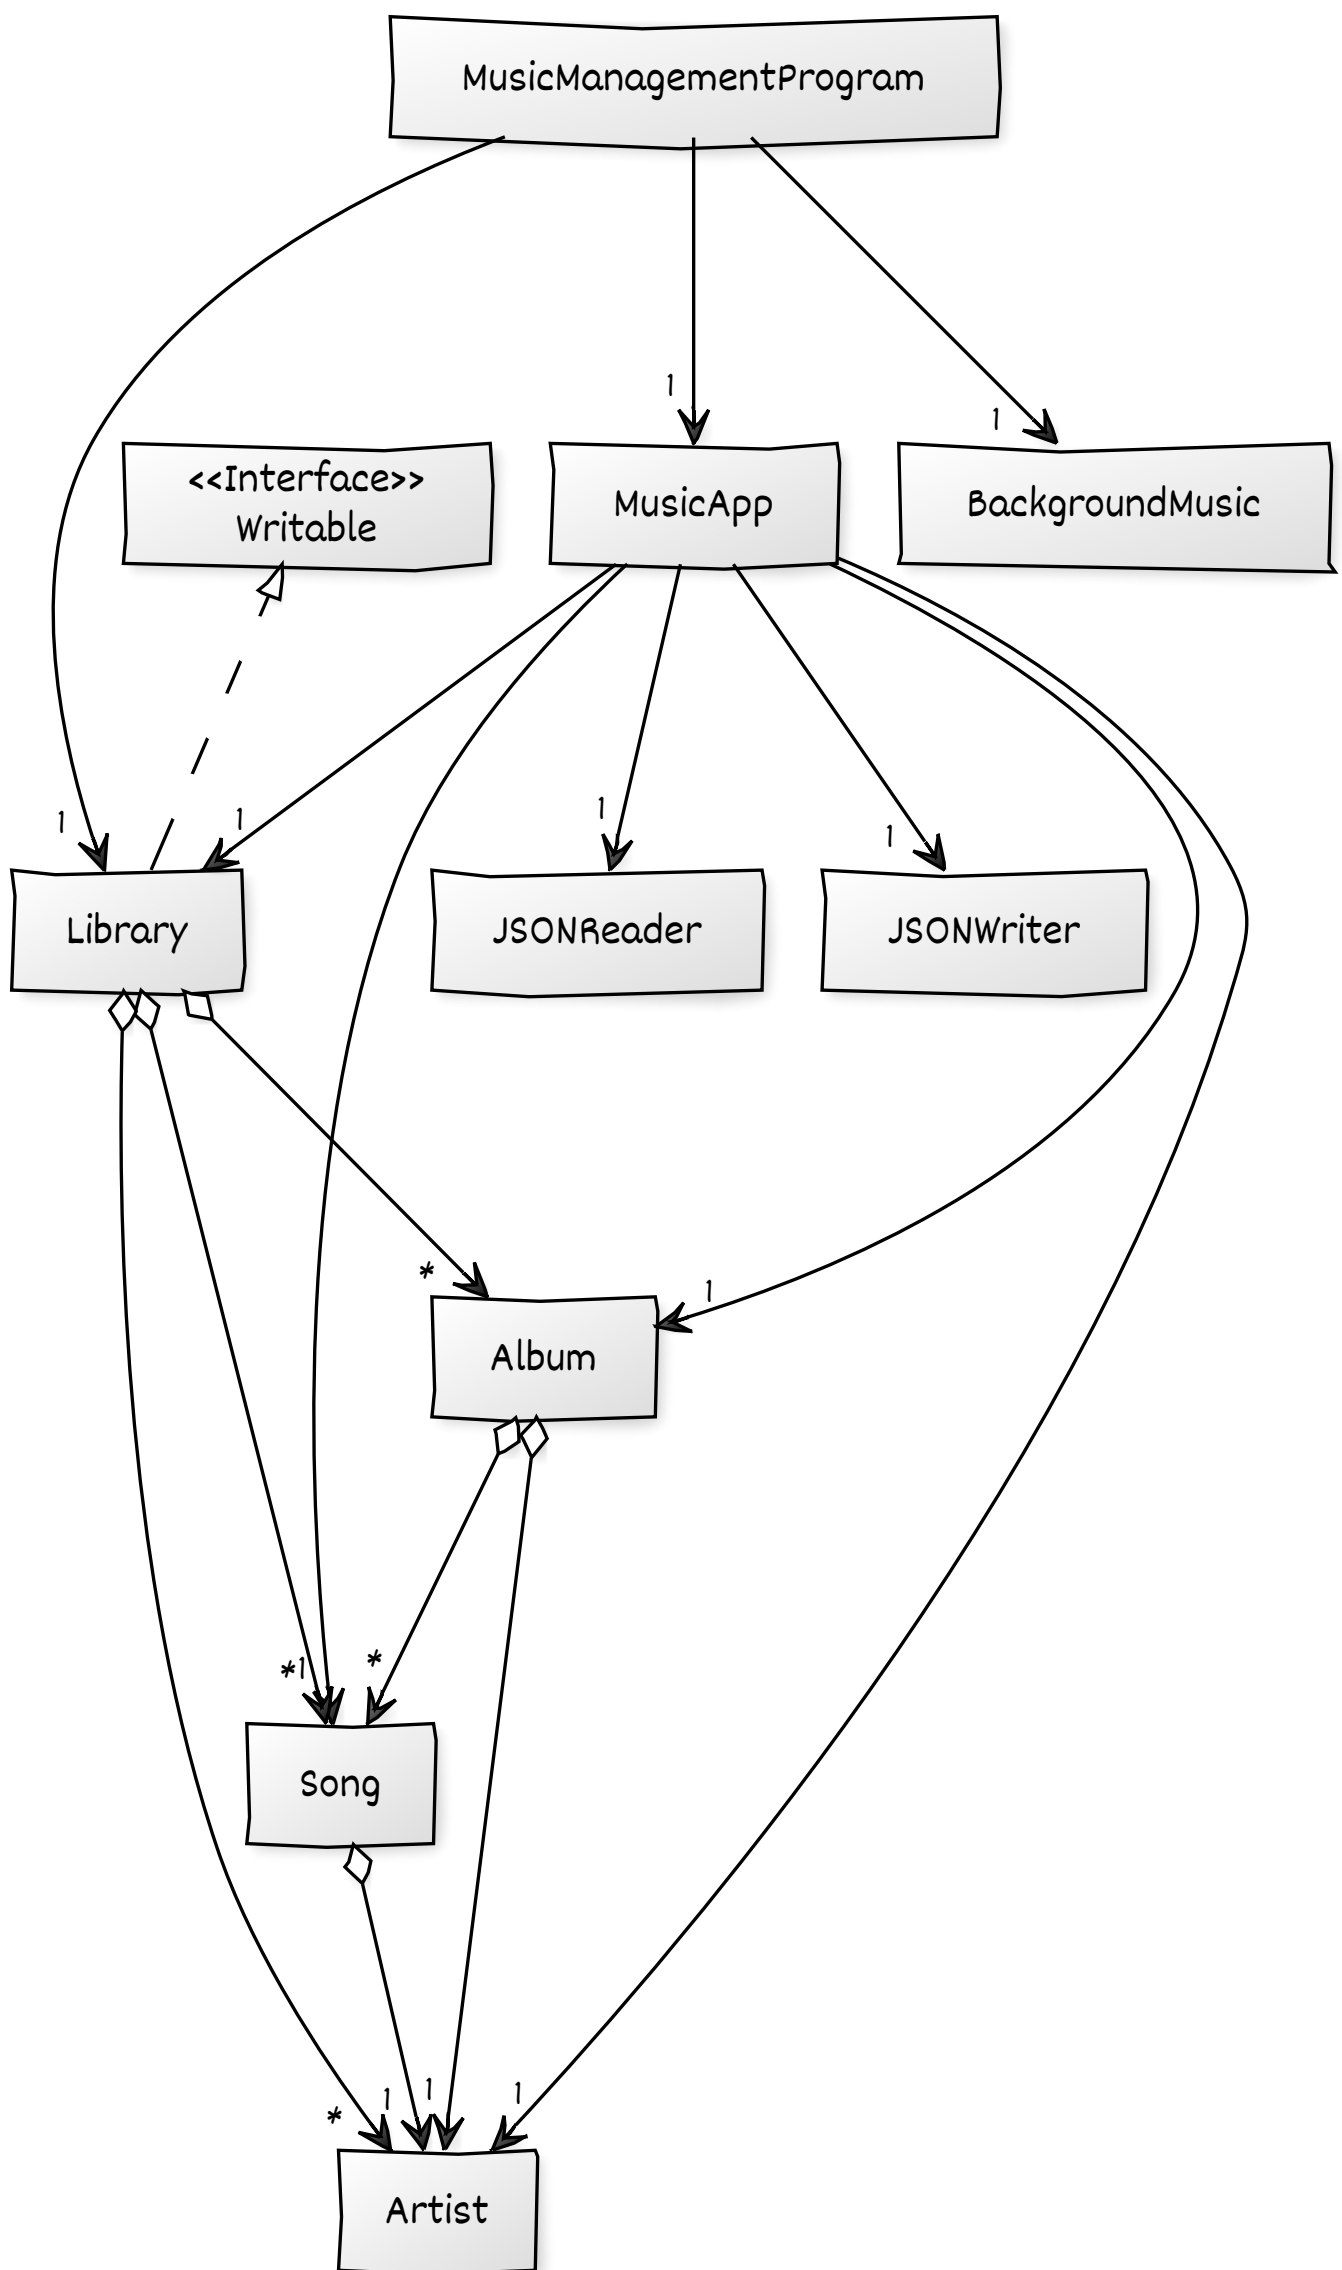 MusicManagementProgram
1
1
<<Interface>>
Writable
MusicApp
BackgroundMusic
1
1
1
1
Library
JSONReader
JSONWriter
*
1
Album
*
1
*
Song
*
1
1
1
Artist